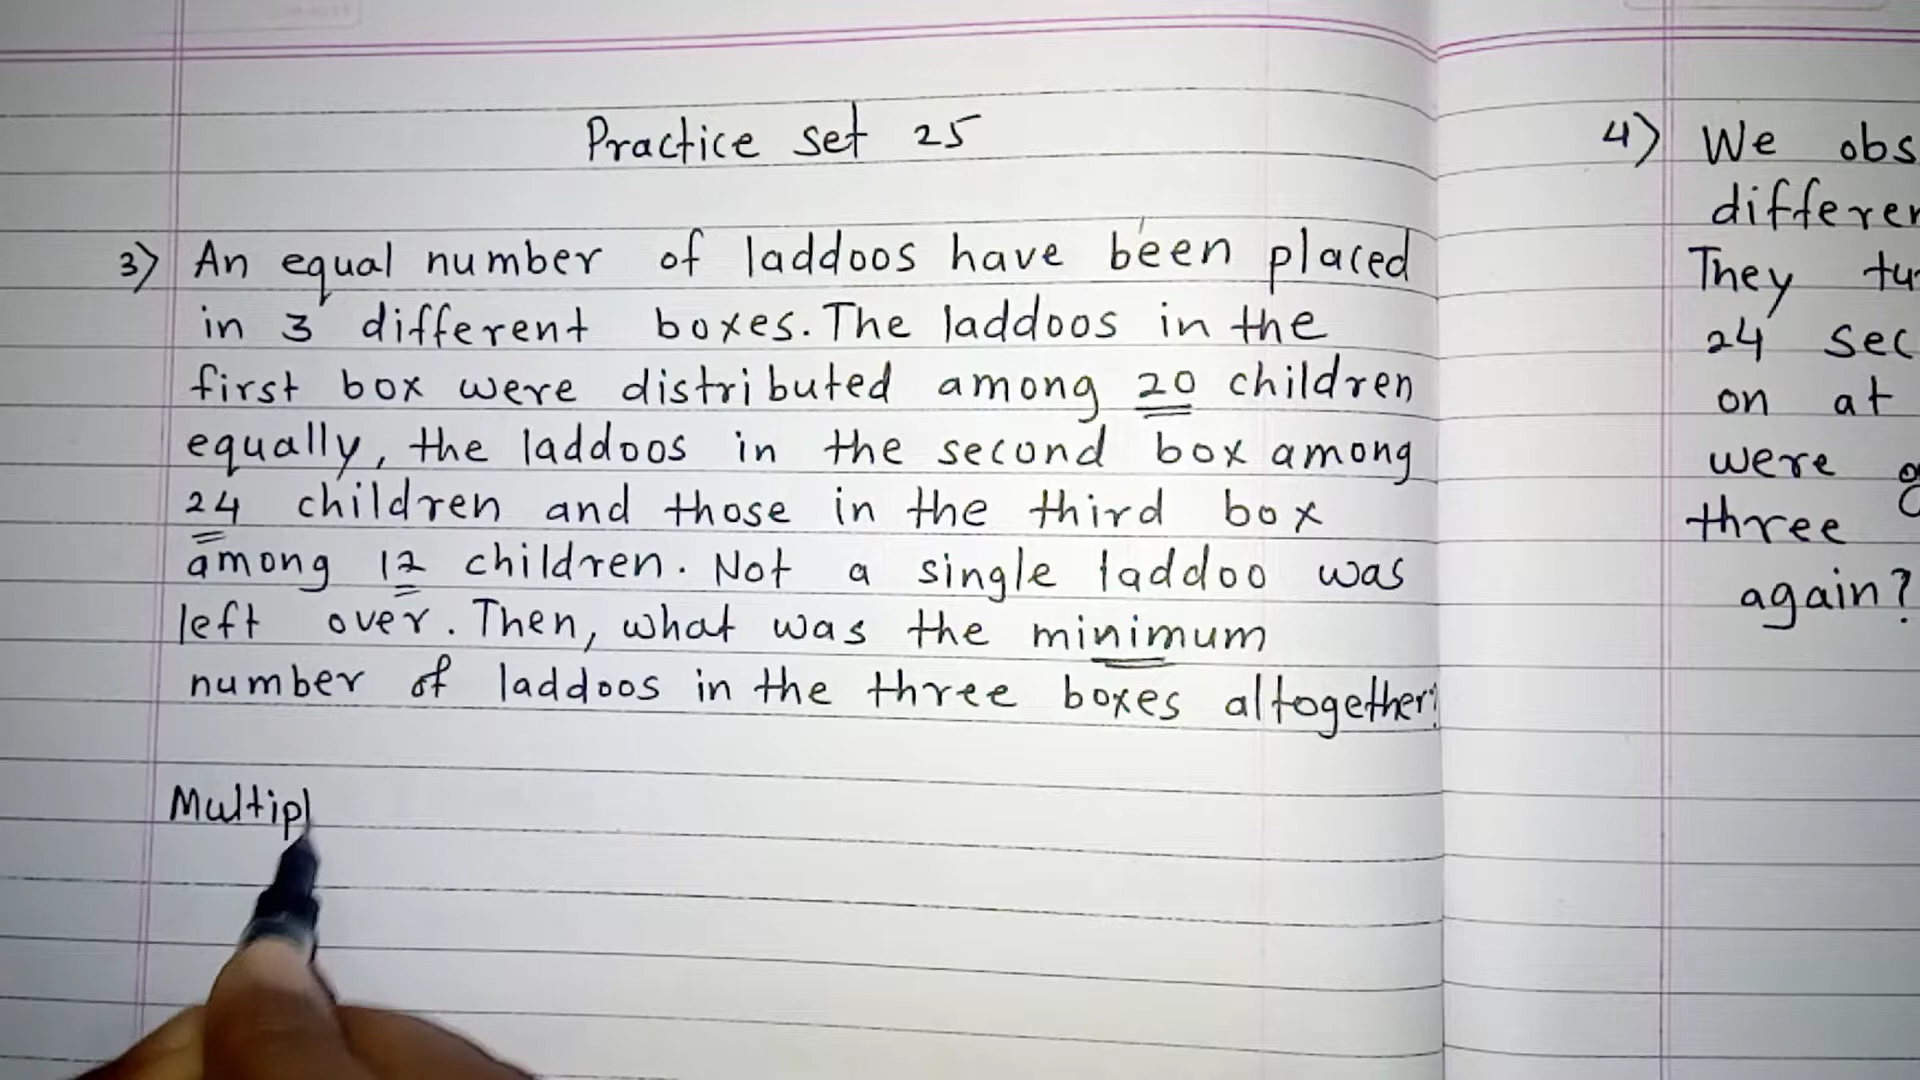 Practice set 25
3) An equal number of laddoos have been placed
in 3 different boxes. The laddoos in the
first box were distributed among 20 children
equally, the laddoos in the second box among
24 children and those in the third box
among 12 children. Not a single laddoo was
left over. Then, what was the minimum
number of laddoos in the three boxes altogether?
Multipl
4) We obs
differen
They tu
24 sec
on at
were g
three
again?